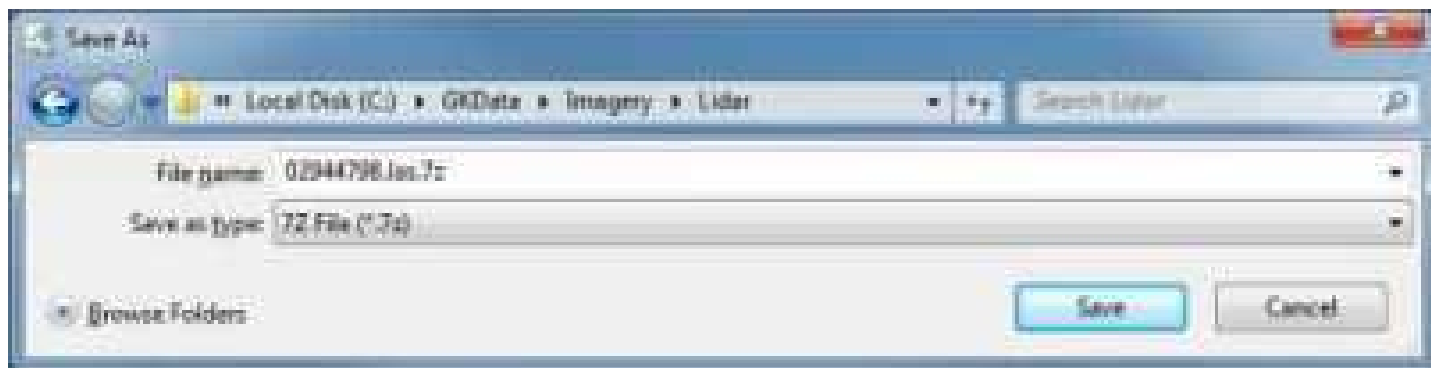 Save As
Local Disk (C:) ▸ GKData ▸ Imagery ▸ Lidar
Search Lidar
File name: 02944798.las.7z
Save as type: 7Z File (*.7z)
Browse Folders
Save
Cancel